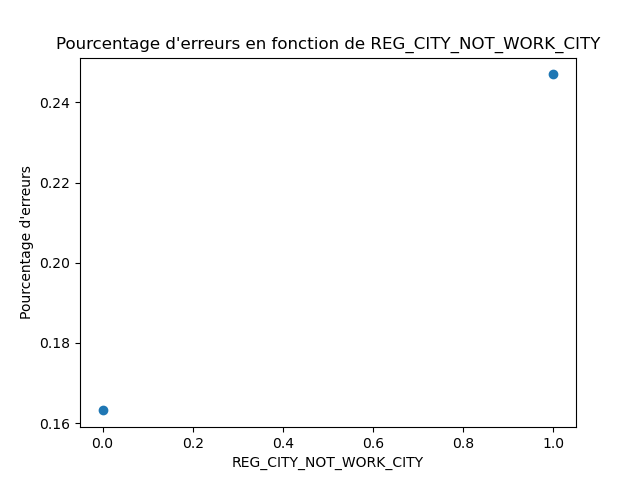 Pourcentage d'erreurs en fonction de REG_CITY_NOT_WORK_CITY
0.24
0.22
0.20
0.18
0.16
Pourcentage d'erreurs
0.0 0.2 0.4 0.6 0.8 1.0
REG_CITY_NOT_WORK_CITY